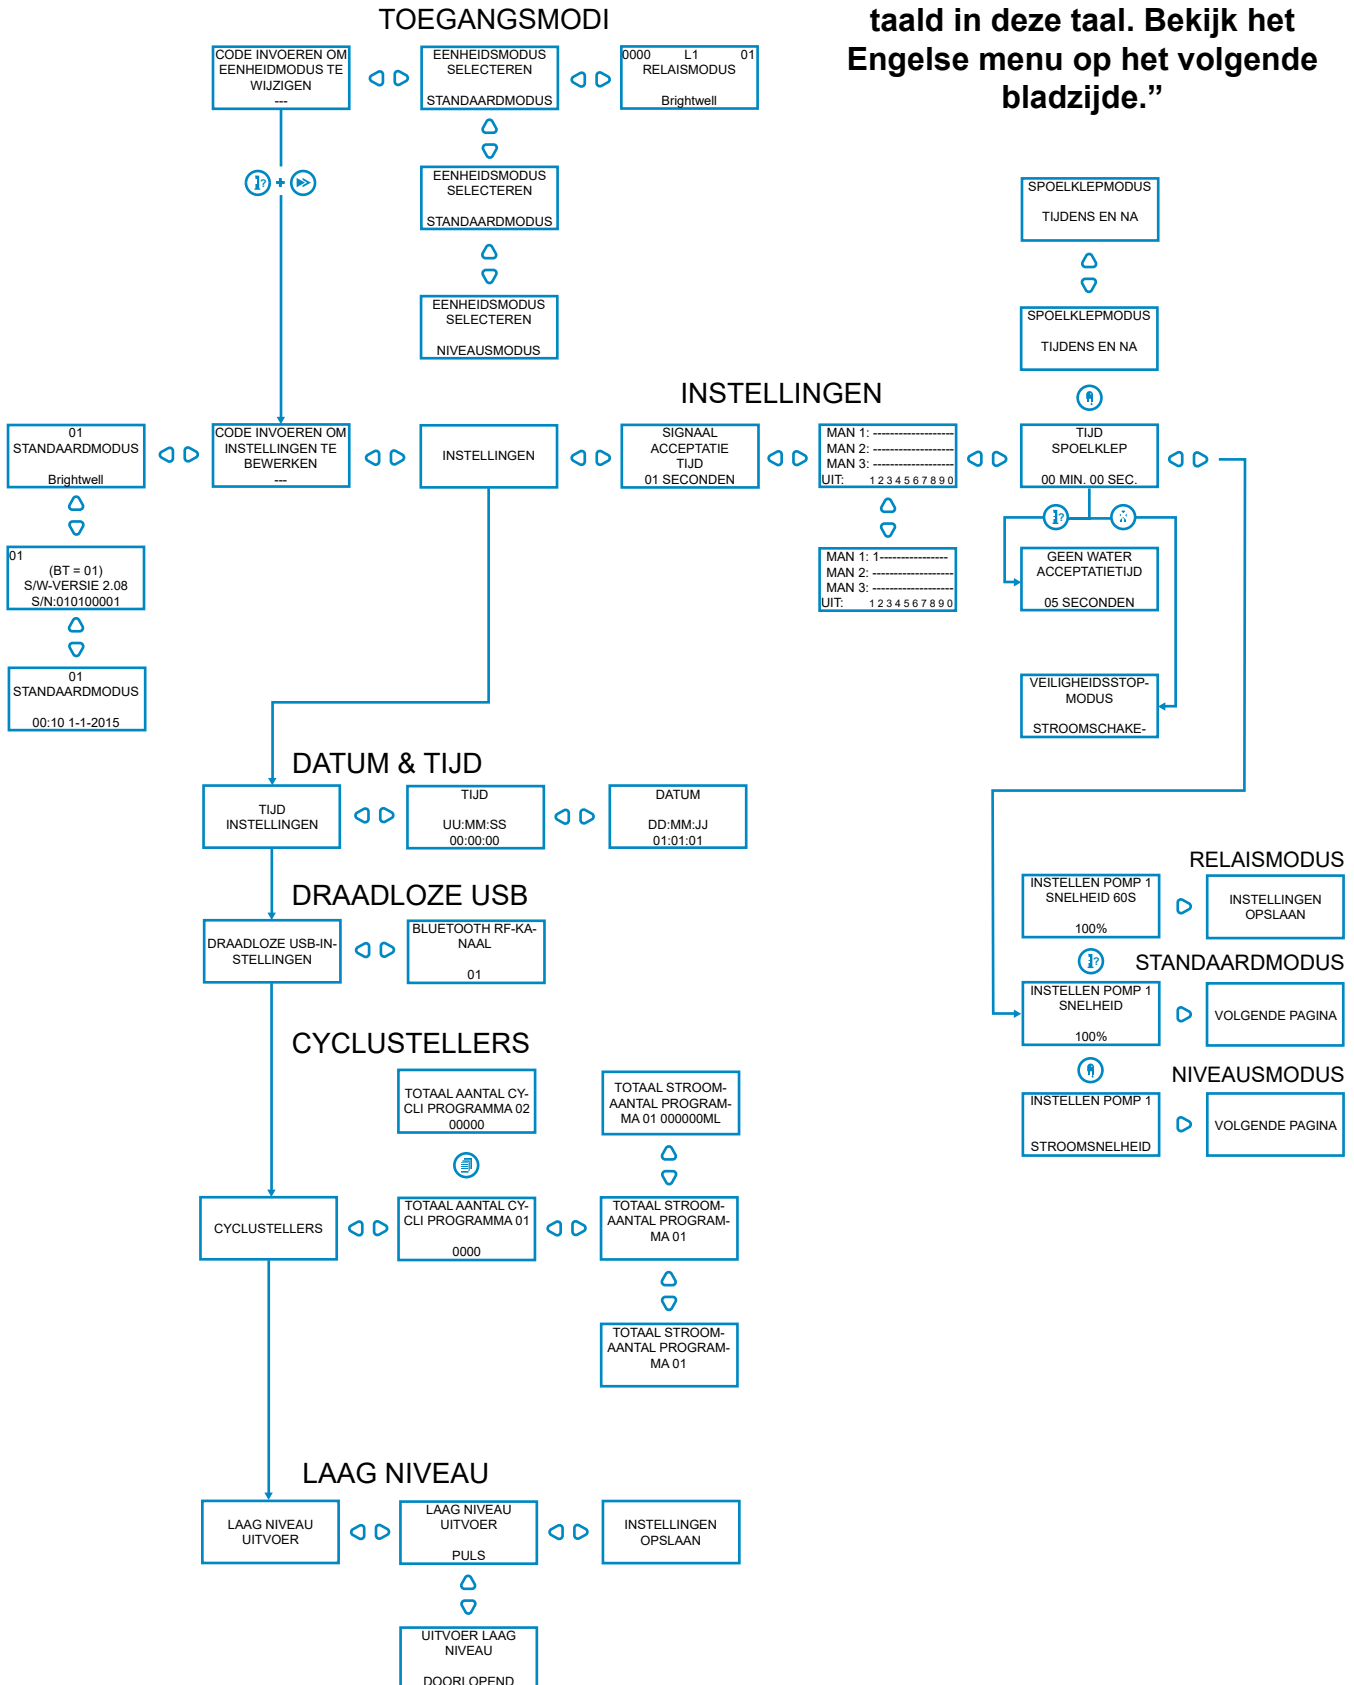 TOEGANGSMODI
taald in deze taal. Bekijk het
Engelse menu op het volgende
bladzijde.”
CODE INVOEREN OM
EENHEIDMODUS TE
WIJZIGEN
---
EENHEIDSMODUS
SELECTEREN
STANDAARDMODUS
0000 L1 01
RELAISMODUS
Brightwell
EENHEIDSMODUS
SELECTEREN
STANDAARDMODUS
EENHEIDSMODUS
SELECTEREN
NIVEAUSMODUS
SPOELKLEPMODUS
TIJDENS EN NA
SPOELKLEPMODUS
TIJDENS EN NA
INSTELLINGEN
01
STANDAARDMODUS
Brightwell
CODE INVOEREN OM
INSTELLINGEN TE
BEWERKEN
---
INSTELLINGEN
SIGNAAL
ACCEPTATIE
TIJD
01 SECONDEN
MAN 1: -------------------
MAN 2: -------------------
MAN 3: -------------------
UIT: 1 2 3 4 5 6 7 8 9 0
TIJD
SPOELKLEP
00 MIN. 00 SEC.
01
(BT = 01)
S/W-VERSIE 2.08
S/N:010100001
MAN 1: 1----------------
MAN 2: -------------------
MAN 3: -------------------
UIT: 1 2 3 4 5 6 7 8 9 0
GEEN WATER
ACCEPTATIETIJD
05 SECONDEN
01
STANDAARDMODUS
00:10 1-1-2015
VEILIGHEIDSSTOP-
MODUS
STROOMSCHAKE-
DATUM & TIJD
TIJD
INSTELLINGEN
TIJD
UU:MM:SS
00:00:00
DATUM
DD:MM:JJ
01:01:01
RELAISMODUS
INSTELLEN POMP 1
SNELHEID 60S
100%
INSTELLINGEN
OPSLAAN
DRAADLOZE USB
DRAADLOZE USB-IN-
STELLINGEN
BLUETOOTH RF-KA-
NAAL
01
STANDAARDMODUS
INSTELLEN POMP 1
SNELHEID
100%
VOLGENDE PAGINA
CYCLUSTELLERS
NIVEAUSMODUS
INSTELLEN POMP 1
STROOMSNELHEID
VOLGENDE PAGINA
TOTAAL AANTAL CY-
CLI PROGRAMMA 02
00000
TOTAAL STROOM-
AANTAL PROGRAM-
MA 01 000000ML
CYCLUSTELLERS
TOTAAL AANTAL CY-
CLI PROGRAMMA 01
0000
TOTAAL STROOM-
AANTAL PROGRAM-
MA 01
TOTAAL STROOM-
AANTAL PROGRAM-
MA 01
LAAG NIVEAU
LAAG NIVEAU
UITVOER
LAAG NIVEAU
UITVOER
PULS
INSTELLINGEN
OPSLAAN
UITVOER LAAG
NIVEAU
DOORLOPEND